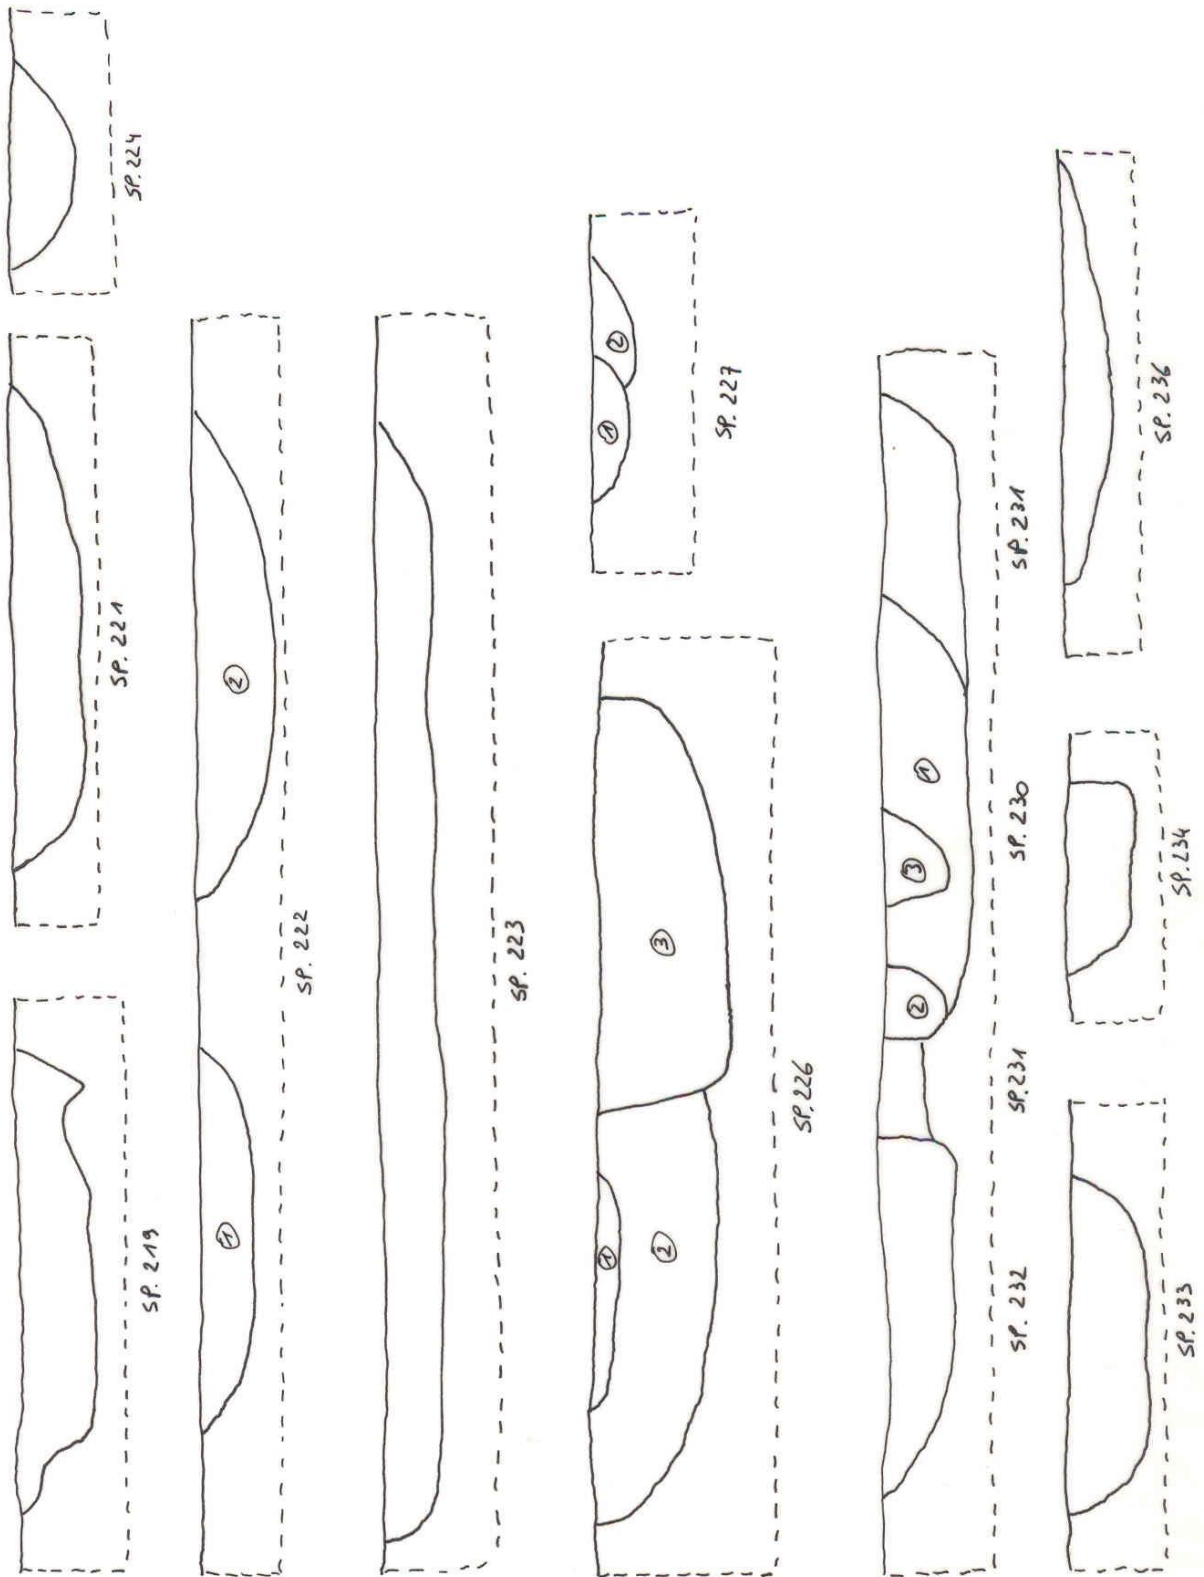 SP. 219
SP. 221
SP. 224
① ②
SP. 222
SP. 223
①
② ③
SP. 226
① ②
SP. 227
② ③ ①
SP. 232
SP. 231
SP. 230
SP. 231
SP. 233
SP. 234
SP. 236